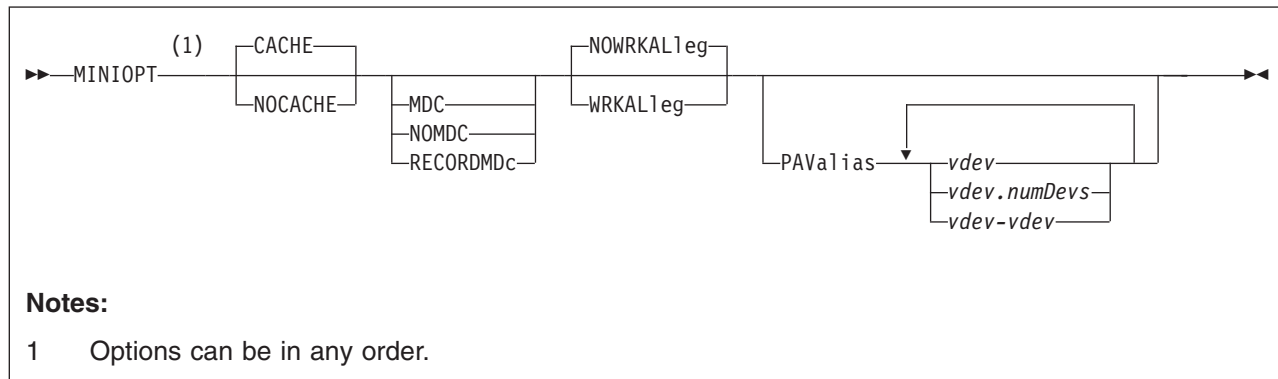 (1) CACHE NOWRKALleg
MINIOPT
NOCACHE MDC WRKALleg
NOMDC
RECORDMDc PAValias vdev
vdev.numDevs
vdev-vdev
Notes:
1 Options can be in any order.